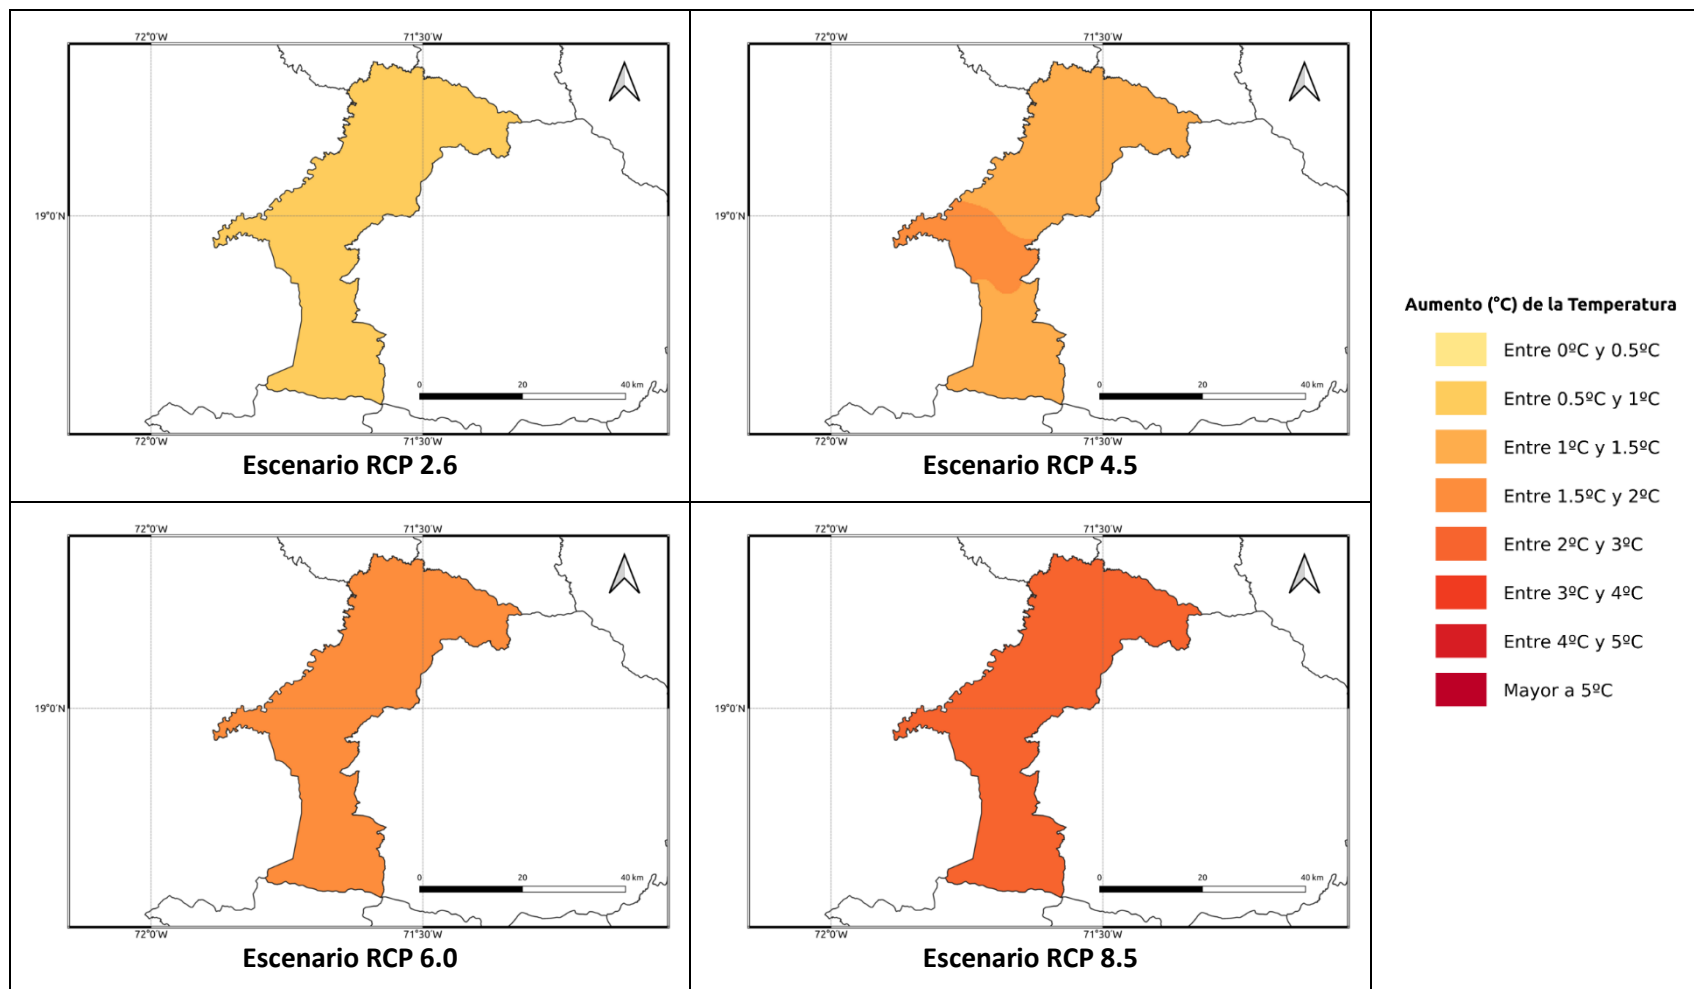 72°0′W 71°30′W
19°0′N
0 20 40 km
72°0′W 71°30′W
Escenario RCP 2.6
72°0′W 71°30′W
19°0′N
0 20 40 km
72°0′W 71°30′W
Escenario RCP 4.5
72°0′W 71°30′W
19°0′N
0 20 40 km
72°0′W 71°30′W
Escenario RCP 6.0
72°0′W 71°30′W
19°0′N
0 20 40 km
72°0′W 71°30′W
Escenario RCP 8.5
Aumento (°C) de la Temperatura
Entre 0ºC y 0.5ºC
Entre 0.5ºC y 1ºC
Entre 1ºC y 1.5ºC
Entre 1.5ºC y 2ºC
Entre 2ºC y 3ºC
Entre 3ºC y 4ºC
Entre 4ºC y 5ºC
Mayor a 5ºC